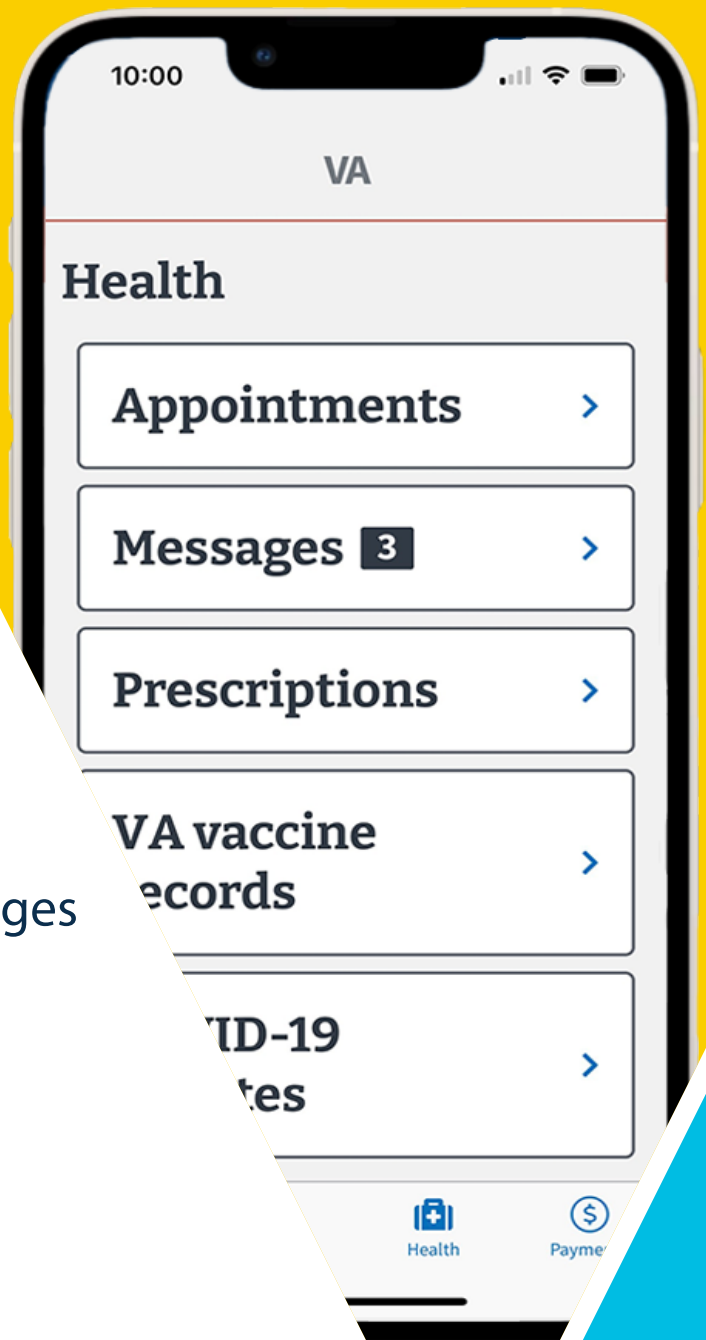 10:00
VA
Health
Appointments
Messages 3
Prescriptions
VA vaccine
ecords
ges
ID-19
tes
Health
Payme